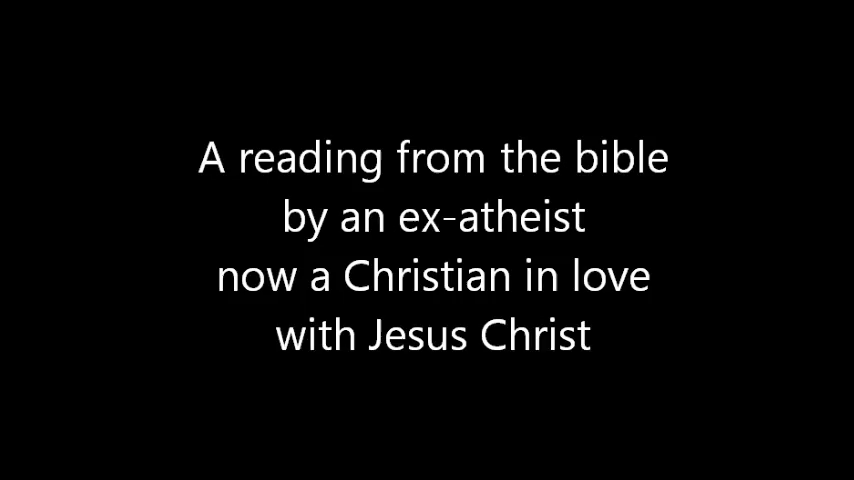 A reading from the bible
by an ex-atheist
now a Christian in love
with Jesus Christ